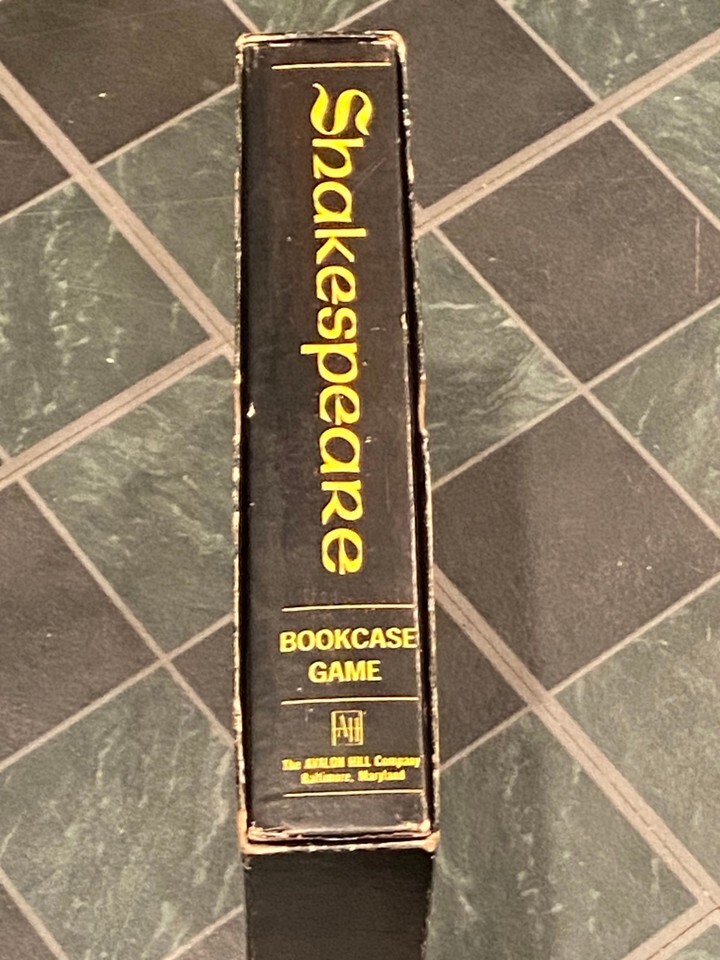 Shakespeare
BOOKCASE
GAME
AH
The AVALON HILL Company
Baltimore, Maryland